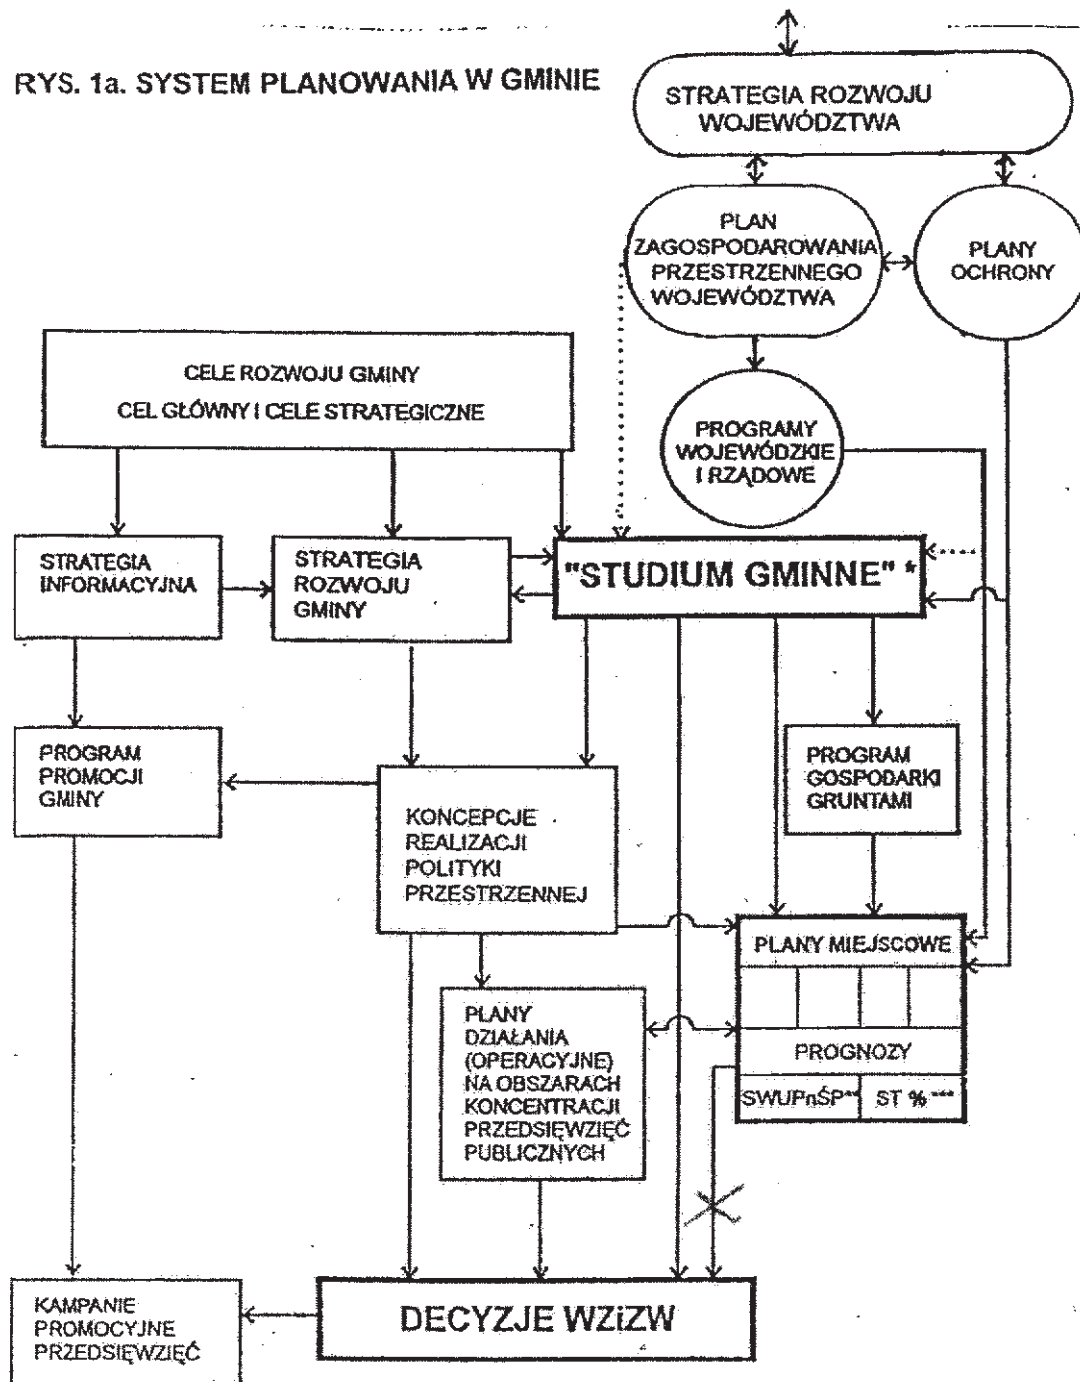 RYS. 1a. SYSTEM PLANOWANIA W GMINIE
STRATEGIA ROZWOJU
WOJEWÓDZTWA
PLAN
ZAGOSPODAROWANIA
PRZESTRZENNEGO
WOJEWÓDZTWA
PLANY
OCHRONY
CELE ROZWOJU GMINY
CEL GŁÓWNY I CELE STRATEGICZNE
PROGRAMY
WOJEWÓDZKIE
I RZĄDOWE
STRATEGIA
INFORMACYJNA
STRATEGIA
ROZWOJU
GMINY
"STUDIUM GMINNE" *
PROGRAM
PROMOCJI
GMINY
KONCEPCJE
REALIZACJI
POLITYKI
PRZESTRZENNEJ
PROGRAM
GOSPODARKI
GRUNTAMI
PLANY MIEJSCOWE
PROGNOZY
SWUPnŚP**
ST % ***
PLANY
DZIAŁANIA
(OPERACYJNE)
NA OBSZARACH
KONCENTRACJI
PRZEDSIĘWZIĘĆ
PUBLICZNYCH
KAMPANIE
PROMOCYJNE
PRZEDSIĘWZIĘĆ
DECYZJE WZiZW